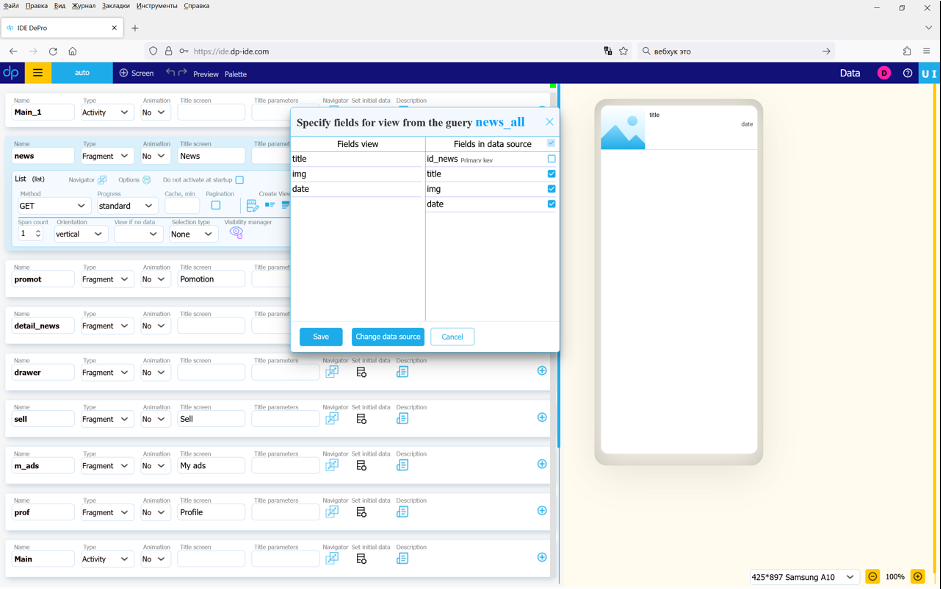 Файл Правка Вид Журнал Закладки Инструменты Справка
IDE DePro
https://ide.dp-ide.com
вебхук это
dp auto Screen Preview Palette Data D UI
Name Type Animation Title screen Title parameters Navigator Set initial data Description
Main_1 Activity No
Name Type Animation Title screen Title parameters
news Fragment No News
List (list) Navigator Options Do not activate at startup
Method Progress Cache, min Pagination Create View
GET standard
Span count Orientation View if no data Selection type Visibility manager
1 vertical None
Name Type Animation Title screen Title parameters
promot Fragment No Pomotion
Name Type Animation Title screen Title parameters
detail_news Fragment No
Name Type Animation Title screen Title parameters Navigator Set initial data Description
drawer Fragment No
Name Type Animation Title screen Title parameters Navigator Set initial data Description
sell Fragment No Sell
Name Type Animation Title screen Title parameters Navigator Set initial data Description
m_ads Fragment No My ads
Name Type Animation Title screen Title parameters Navigator Set initial data Description
prof Fragment No Profile
Name Type Animation Title screen Title parameters Navigator Set initial data Description
Main Activity No
Specify fields for view from the guery news_all
Fields view Fields in data source
title id_news Primary key
img title
date img
date
Save Change data source Cancel
title
date
425*897 Samsung A10 100%